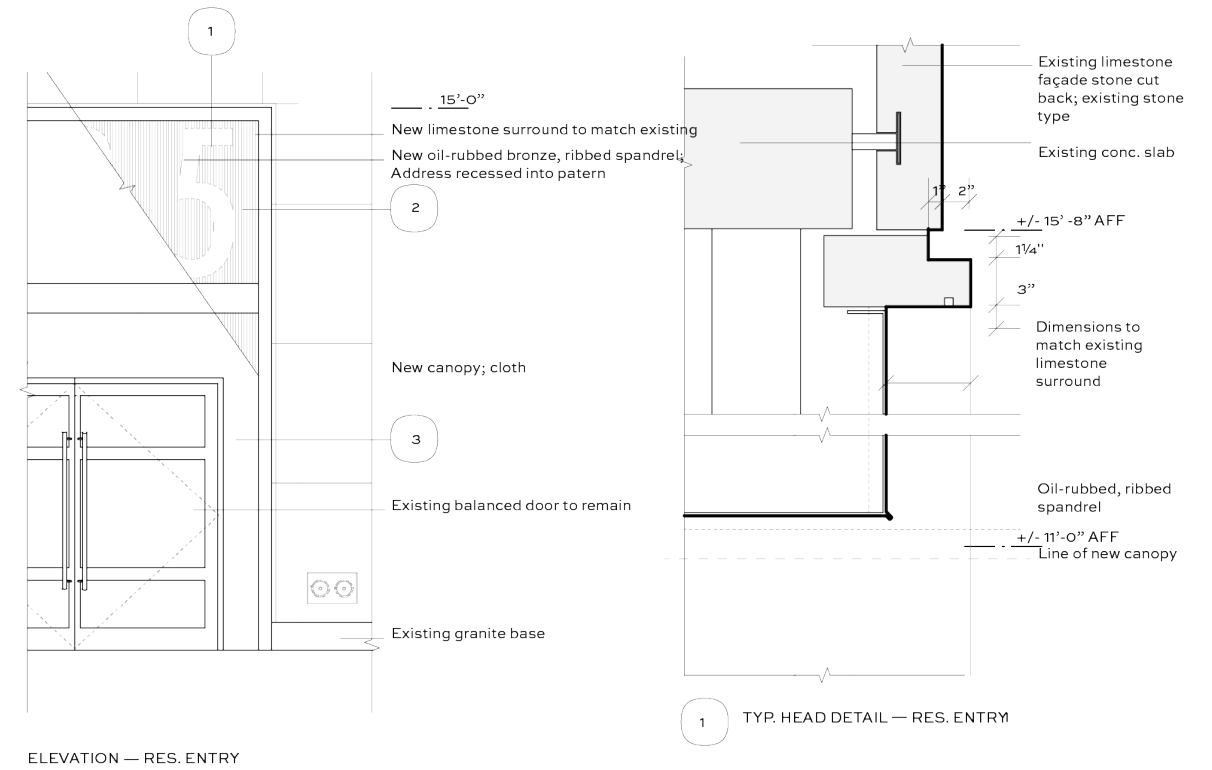 1
15'-0"
New limestone surround to match existing
New oil-rubbed bronze, ribbed spandrel;
Address recessed into patern
2
5
New canopy; cloth
3
Existing balanced door to remain
Existing granite base
ELEVATION — RES. ENTRY
Existing limestone
façade stone cut
back; existing stone
type
Existing conc. slab
1" 2"
+/- 15' -8" AFF
1¼"
3"
Dimensions to
match existing
limestone
surround
Oil-rubbed, ribbed
spandrel
+/- 11'-0" AFF
Line of new canopy
1 TYP. HEAD DETAIL — RES. ENTRY